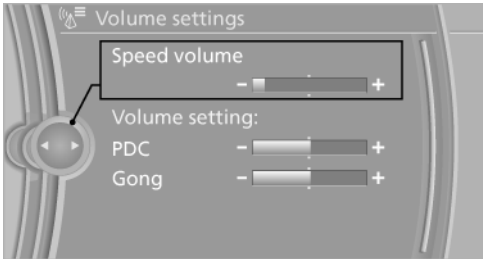 Volume settings
Speed volume
- +
Volume setting:
PDC - +
Gong - +